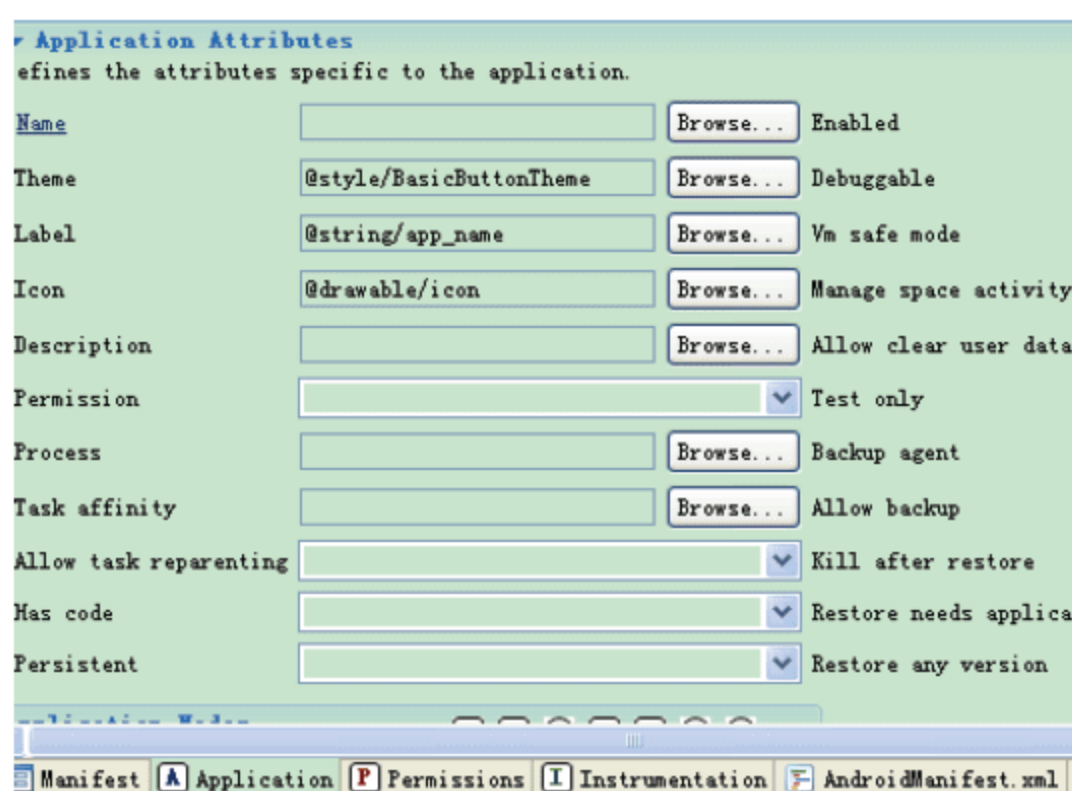 Application Attributes
efines the attributes specific to the application.
Name Browse... Enabled
Theme @style/BasicButtonTheme Browse... Debuggable
Label @string/app_name Browse... Vm safe mode
Icon @drawable/icon Browse... Manage space activity
Description Browse... Allow clear user data
Permission Test only
Process Browse... Backup agent
Task affinity Browse... Allow backup
Allow task reparenting Kill after restore
Has code Restore needs applica
Persistent Restore any version
Manifest A Application P Permissions I Instrumentation AndroidManifest.xml